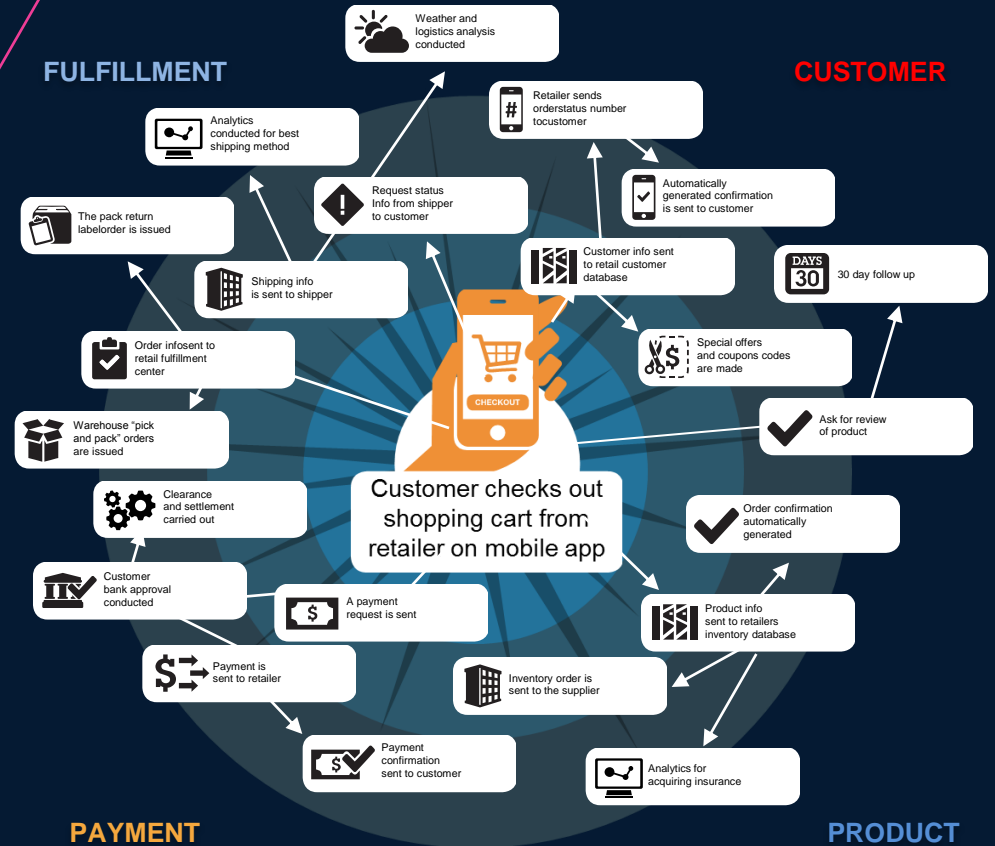 Weather and
logistics analysis
conducted
FULFILLMENT
CUSTOMER
#
Retailer sends
orderstatus number
tocustomer
Analytics
conducted for best
shipping method
Request status
Info from shipper
to customer
Automatically
generated confirmation
is sent to customer
The pack return
labelorder is issued
Customer info sent
to retail customer
database
DAYS
30
30 day follow up
Shipping info
is sent to shipper
Order infosent to
retail fulfillment
center
$
Special offers
and coupons codes
are made
CHECKOUT
Warehouse “pick
and pack” orders
are issued
Ask for review
of product
Customer checks out
shopping cart from
retailer on mobile app
Clearance
and settlement
carried out
Order confirmation
automatically
generated
Customer
bank approval
conducted
$
A payment
request is sent
Product info
sent to retailers
inventory database
$
Payment is
sent to retailer
Inventory order is
sent to the supplier
$
Payment
confirmation
sent to customer
Analytics for
acquiring insurance
PAYMENT
PRODUCT